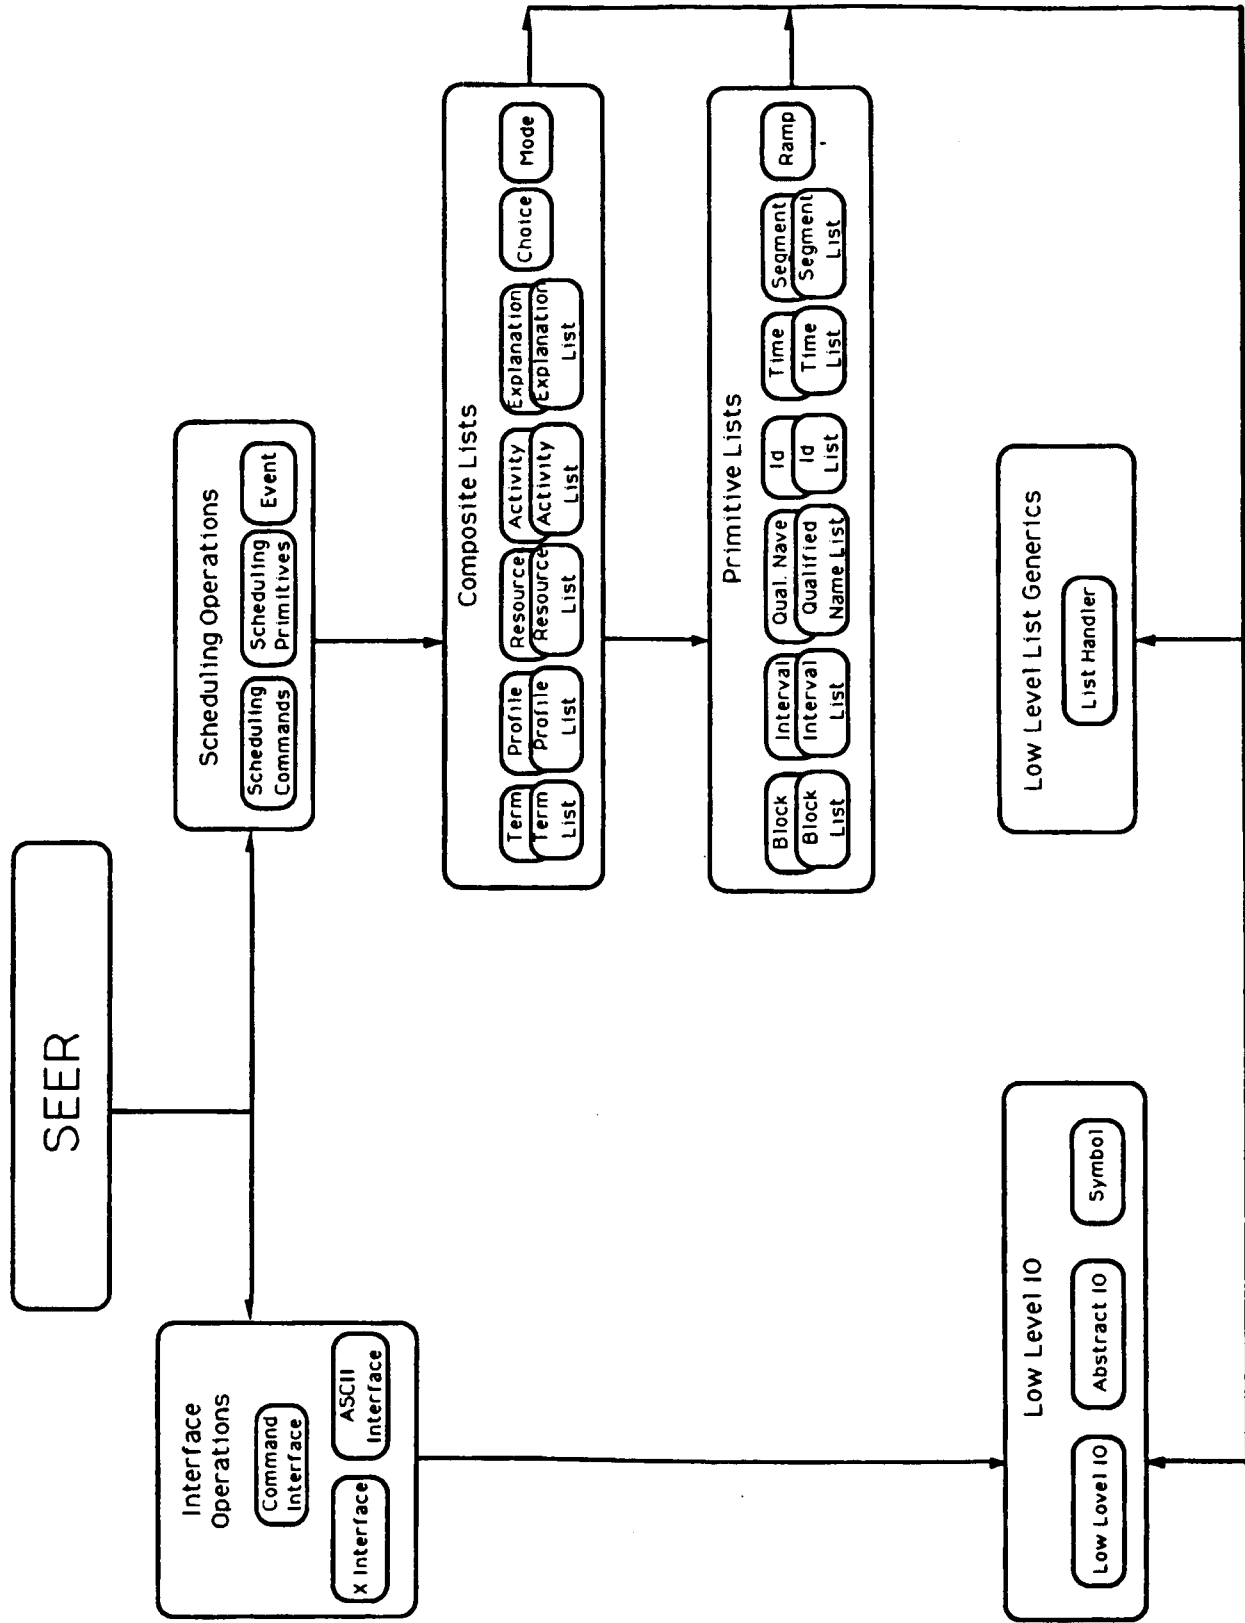 SEER
Interface
Operations
Command
Interface
X Interface
ASCII
Interface
Scheduling Operations
Scheduling
Commands
Scheduling
Primitives
Event
Composite Lists
Term
Term
List
Profile
Profile
List
Resource
Resource
List
Activity
Activity
List
Explanation
Explanation
List
Choice
Mode
Primitive Lists
Block
Block
List
Interval
Interval
List
Qual. Nave
Qualified
Name List
Id
Id
List
Time
Time
List
Segment
Segment
List
Ramp
Low Level IO
Low Lovel IO
Abstract IO
Symbol
Low Level List Generics
List Handler